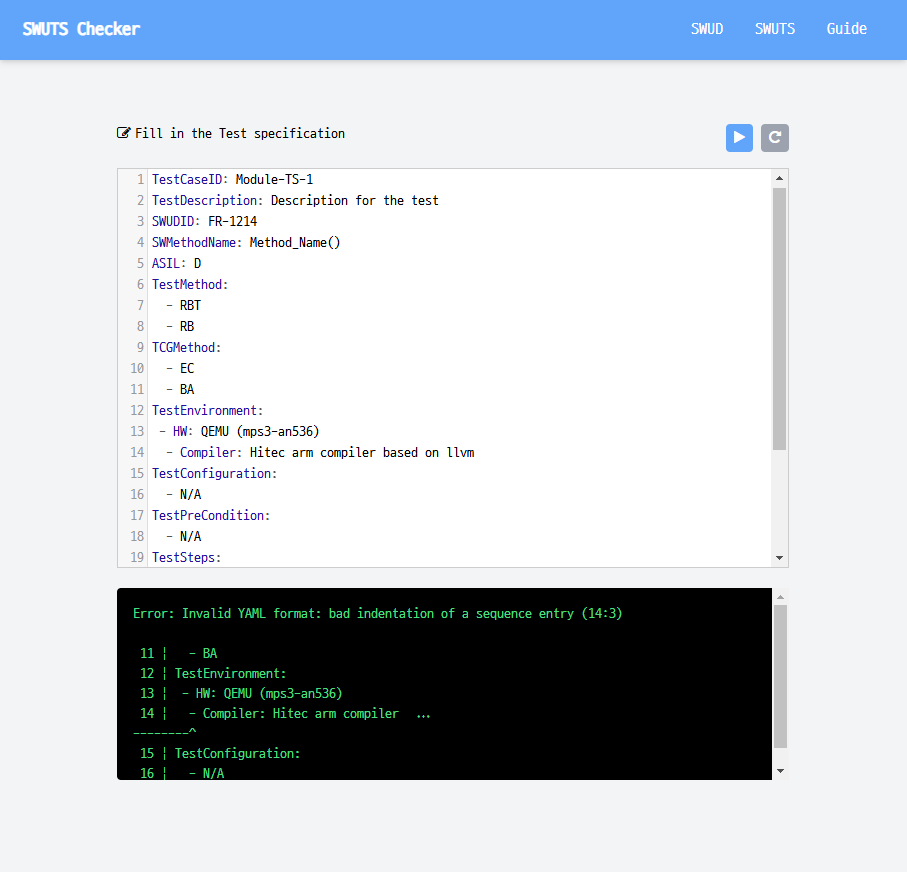 SWUTS Checker
SWUD SWUTS Guide
Fill in the Test specification
1 TestCaseID: Module-TS-1
2 TestDescription: Description for the test
3 SWUDID: FR-1214
4 SWMethodName: Method_Name()
5 ASIL: D
6 TestMethod:
7   - RBT
8   - RB
9 TCGMethod:
10   - EC
11   - BA
12 TestEnvironment:
13  - HW: QEMU (mps3-an536)
14   - Compiler: Hitec arm compiler based on llvm
15 TestConfiguration:
16   - N/A
17 TestPreCondition:
18   - N/A
19 TestSteps:
Error: Invalid YAML format: bad indentation of a sequence entry (14:3)
 11 |   - BA
 12 | TestEnvironment:
 13 |  - HW: QEMU (mps3-an536)
 14 |   - Compiler: Hitec arm compiler  ...
--------^
 15 | TestConfiguration:
 16 |   - N/A